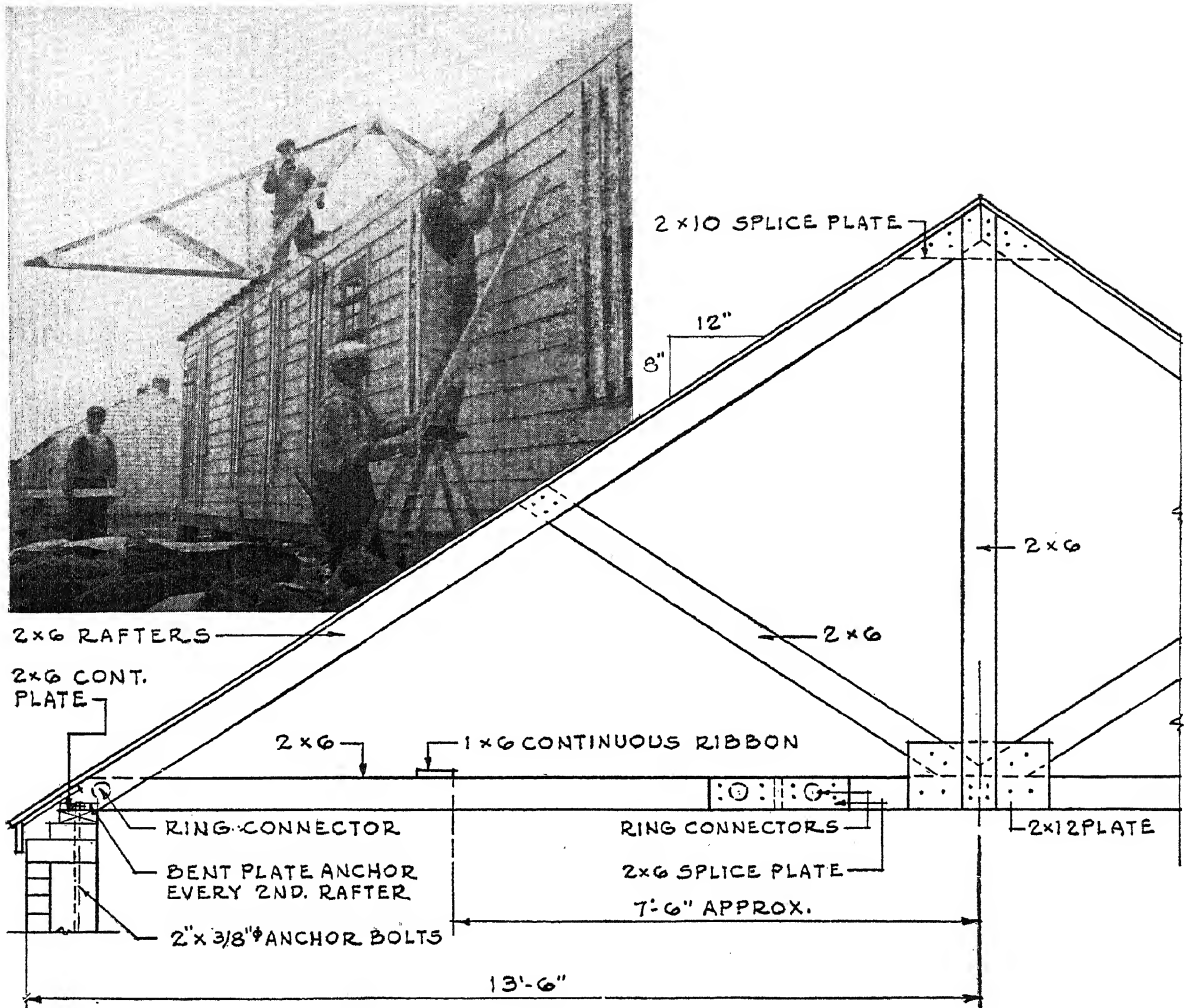 2×10 SPLICE PLATE
12"
8"
2×6
2×6 RAFTERS
2×6
2×6 CONT.
PLATE
2×6
1×6 CONTINUOUS RIBBON
RING CONNECTOR
RING CONNECTORS
2×12 PLATE
BENT PLATE ANCHOR
EVERY 2ND. RAFTER
2×6 SPLICE PLATE
7'-6" APPROX.
2"× 3/8"ᶲ ANCHOR BOLTS
13'-6"